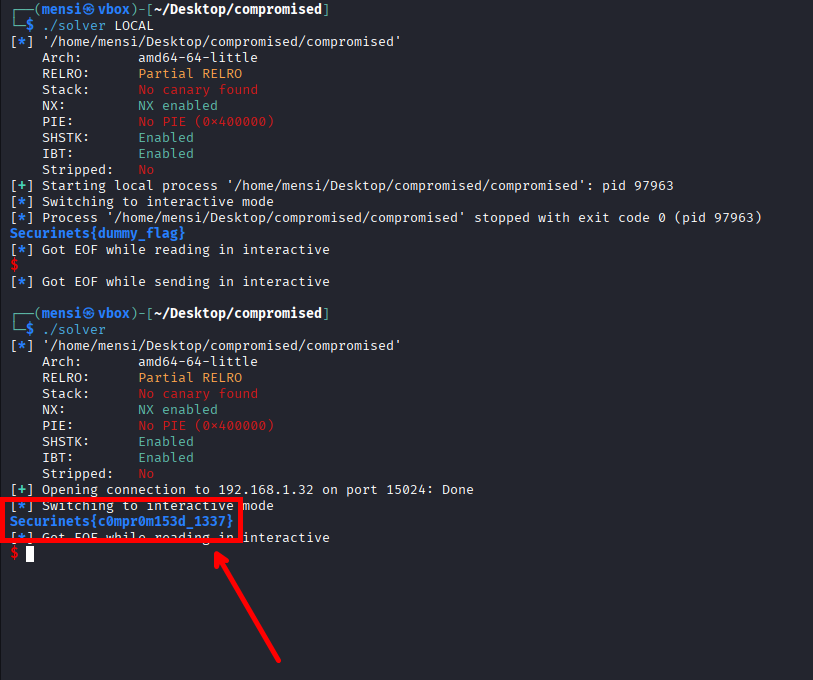 ┌──(mensi㉿vbox)-[~/Desktop/compromised]
└─$ ./solver LOCAL
[*] '/home/mensi/Desktop/compromised/compromised'
    Arch:       amd64-64-little
    RELRO:      Partial RELRO
    Stack:      No canary found
    NX:         NX enabled
    PIE:        No PIE (0x400000)
    SHSTK:      Enabled
    IBT:        Enabled
    Stripped:   No
[+] Starting local process '/home/mensi/Desktop/compromised/compromised': pid 97963
[*] Switching to interactive mode
[*] Process '/home/mensi/Desktop/compromised/compromised' stopped with exit code 0 (pid 97963)
Securinets{dummy_flag}
[*] Got EOF while reading in interactive
$
[*] Got EOF while sending in interactive
┌──(mensi㉿vbox)-[~/Desktop/compromised]
└─$ ./solver
[*] '/home/mensi/Desktop/compromised/compromised'
    Arch:       amd64-64-little
    RELRO:      Partial RELRO
    Stack:      No canary found
    NX:         NX enabled
    PIE:        No PIE (0x400000)
    SHSTK:      Enabled
    IBT:        Enabled
    Stripped:   No
[+] Opening connection to 192.168.1.32 on port 15024: Done
[*] Switching to interactive mode
Securinets{c0mpr0m153d_1337}
[*] Got EOF while reading in interactive
$